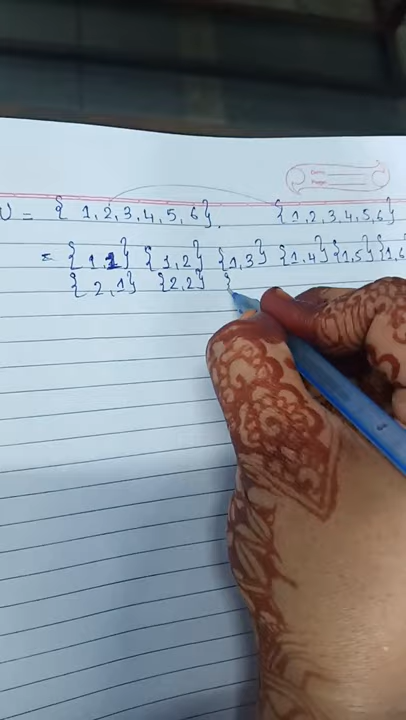 U = { 1,2,3,4,5,6}. {1,2,3,4,5,6}
= {1,1} {1,2} {1,3} {1,4} {1,5} {1,6
{2,1} {2,2} {